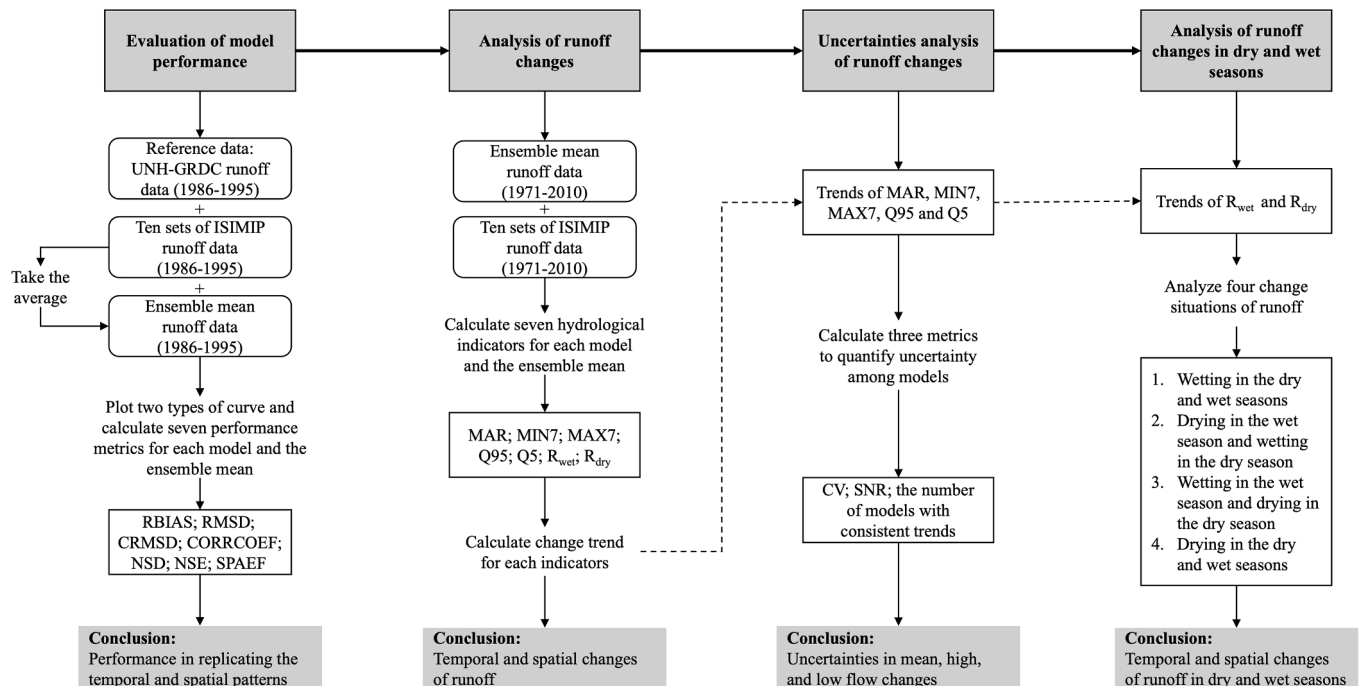 Evaluation of model
performance
Reference data:
UNH-GRDC runoff
data (1986-1995)
+
Ten sets of ISIMIP
runoff data
(1986-1995)
Take the
average
+
Ensemble mean
runoff data
(1986-1995)
Plot two types of curve and
calculate seven performance
metrics for each model and the
ensemble mean
RBIAS; RMSD;
CRMSD; CORRCOEF;
NSD; NSE; SPAEF
Conclusion:
Performance in replicating the
temporal and spatial patterns
Analysis of runoff
changes
Ensemble mean
runoff data
(1971-2010)
+
Ten sets of ISIMIP
runoff data
(1971-2010)
Calculate seven hydrological
indicators for each model
and the ensemble mean
MAR; MIN7; MAX7;
Q95; Q5; Rwet; Rdry
Calculate change trend
for each indicators
Conclusion:
Temporal and spatial changes
of runoff
Uncertainties analysis
of runoff changes
Trends of MAR, MIN7,
MAX7, Q95 and Q5
Calculate three metrics
to quantify uncertainty
among models
CV; SNR; the number
of models with
consistent trends
Conclusion:
Uncertainties in mean, high,
and low flow changes
Analysis of runoff
changes in dry and wet
seasons
Trends of Rwet and Rdry
Analyze four change
situations of runoff
1. Wetting in the dry
and wet seasons
2. Drying in the wet
season and wetting
in the dry season
3. Wetting in the wet
season and drying in
the dry season
4. Drying in the dry
and wet seasons
Conclusion:
Temporal and spatial changes
of runoff in dry and wet seasons